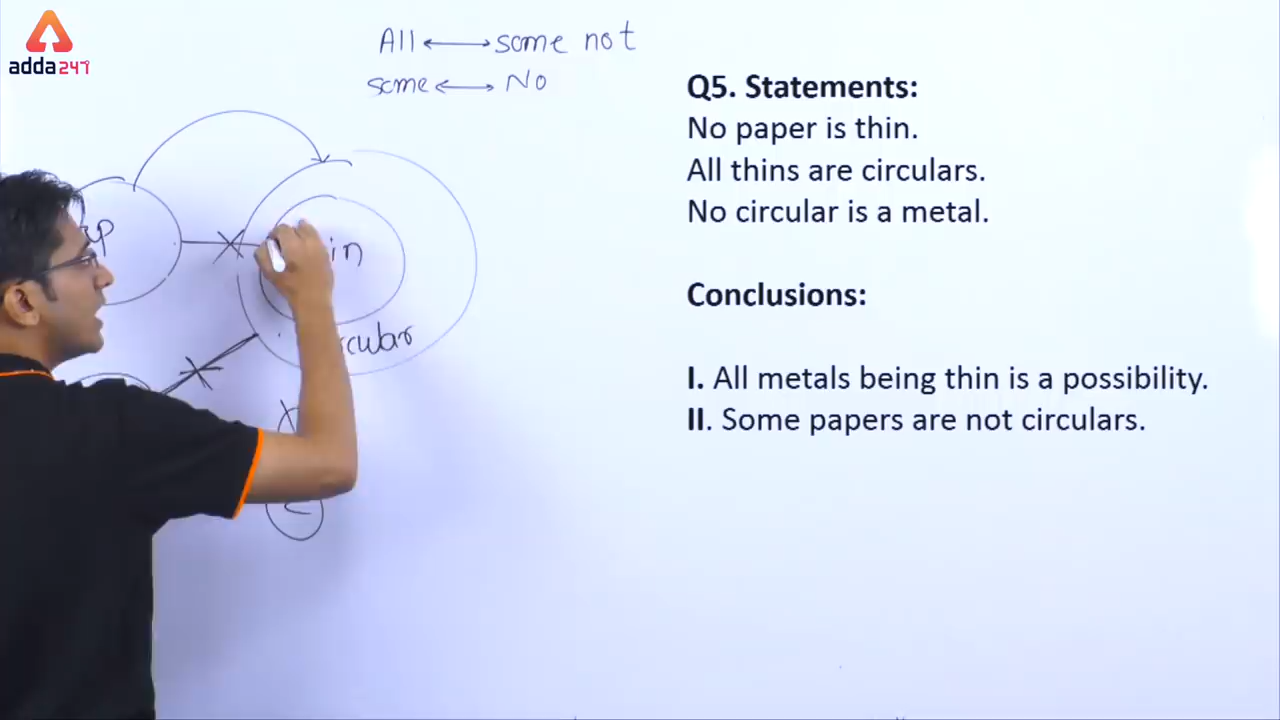 adda247
All ⟷ some not
some ⟷ No
Q5. Statements:
No paper is thin.
All thins are circulars.
No circular is a metal.
Conclusions:
I. All metals being thin is a possibility.
II. Some papers are not circulars.